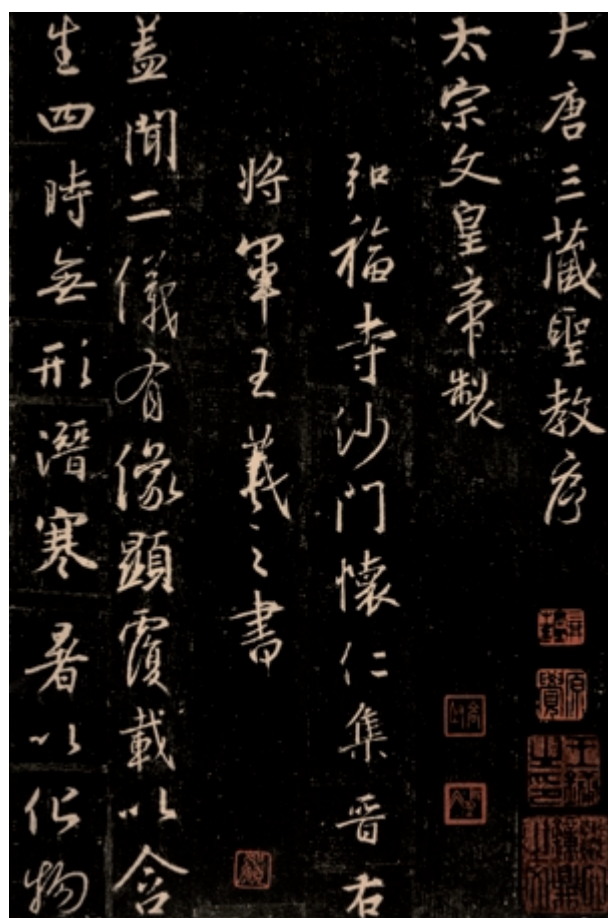 大唐三藏聖教序
太宗文皇帝製
弘福寺沙門懷仁集晉右
將軍王羲之書
蓋聞二儀有像顯覆載以含
生四時無形潛寒暑以化物